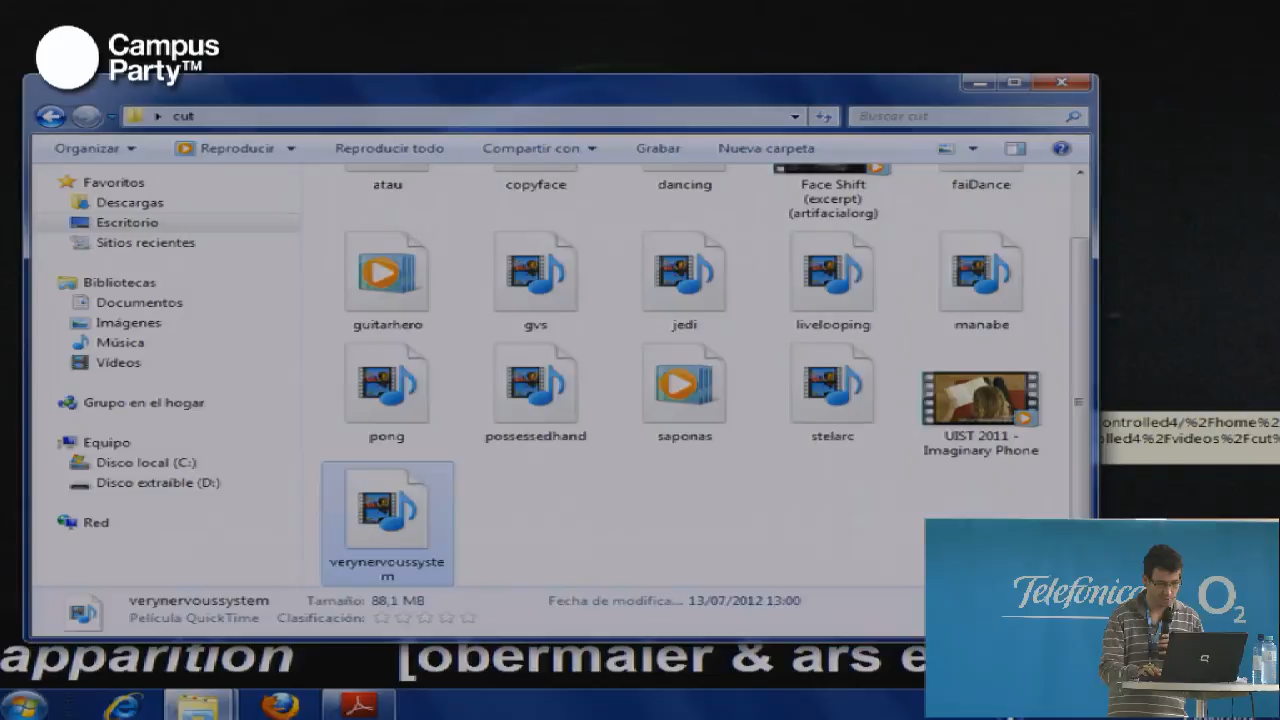 Campus
Party™
cut
Buscar cut
Organizar
Reproducir
Reproducir todo
Compartir con
Grabar
Nueva carpeta
Favoritos
Descargas
Escritorio
Sitios recientes
Bibliotecas
Documentos
Imágenes
Música
Vídeos
Grupo en el hogar
Equipo
Disco local (C:)
Disco extraíble (D:)
Red
atau
copyface
dancing
Face Shift
(excerpt)
(artifacialorg)
faiDance
guitarhero
gvs
jedi
livelooping
manabe
pong
possessedhand
saponas
stelarc
UIST 2011 -
Imaginary Phone
verynervoussyste
m
verynervoussystem
Tamaño: 88,1 MB
Fecha de modifica... 13/07/2012 13:00
Película QuickTime
Clasificación:
ontrolled4/%2Fhome%2
olled4%2Fvideos%2Fcut%
apparition [obermaier & ars e
Telefónica
O2